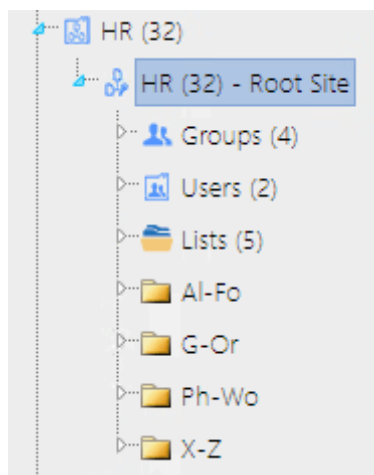 HR (32)
HR (32) - Root Site
Groups (4)
Users (2)
Lists (5)
Al-Fo
G-Or
Ph-Wo
X-Z